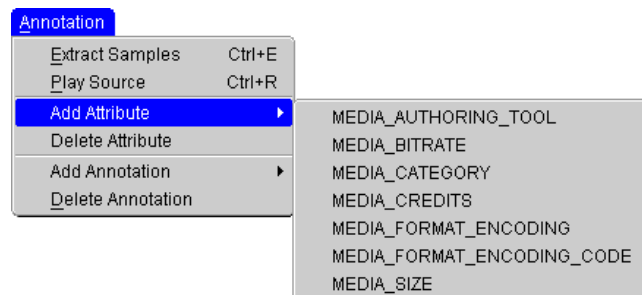 Annotation
Extract Samples Ctrl+E
Play Source Ctrl+R
Add Attribute
Delete Attribute
Add Annotation
Delete Annotation
MEDIA_AUTHORING_TOOL
MEDIA_BITRATE
MEDIA_CATEGORY
MEDIA_CREDITS
MEDIA_FORMAT_ENCODING
MEDIA_FORMAT_ENCODING_CODE
MEDIA_SIZE